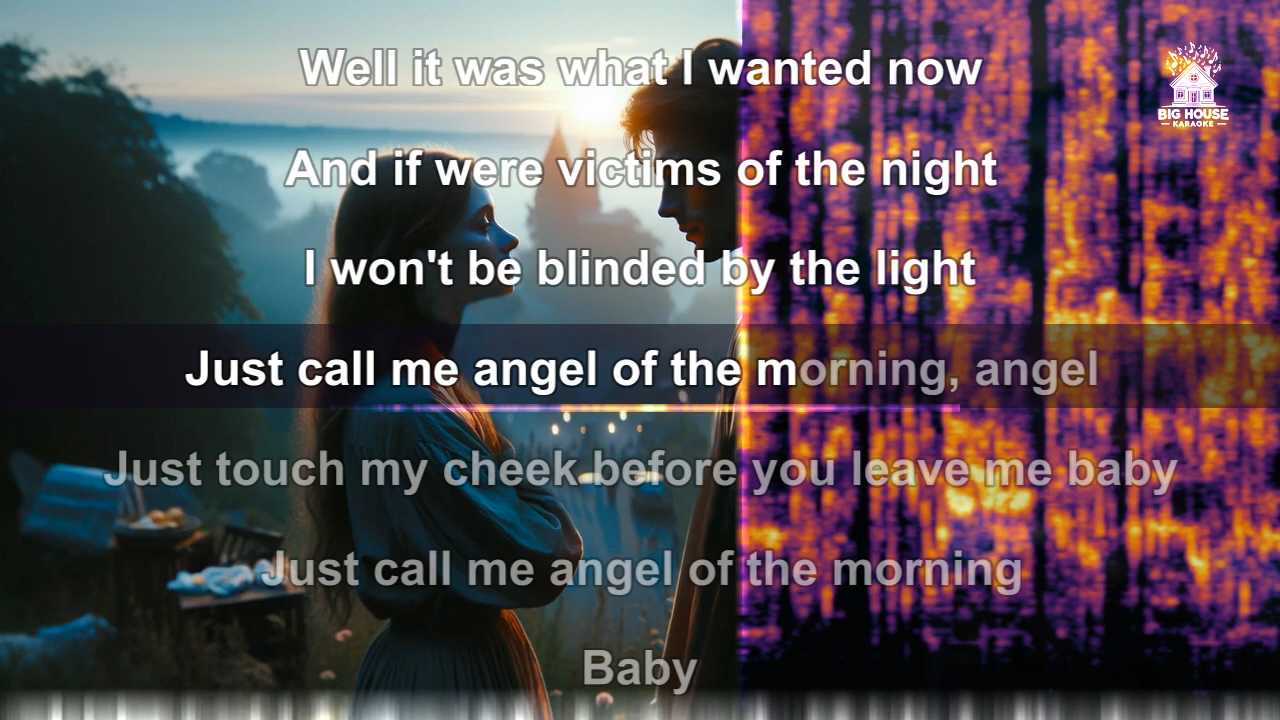 Well it was what I wanted now
And if were victims of the night
I won't be blinded by the light
Just call me angel of the morning, angel
Just touch my cheek before you leave me baby
Just call me angel of the morning
Baby
BIG HOUSE
KARAOKE